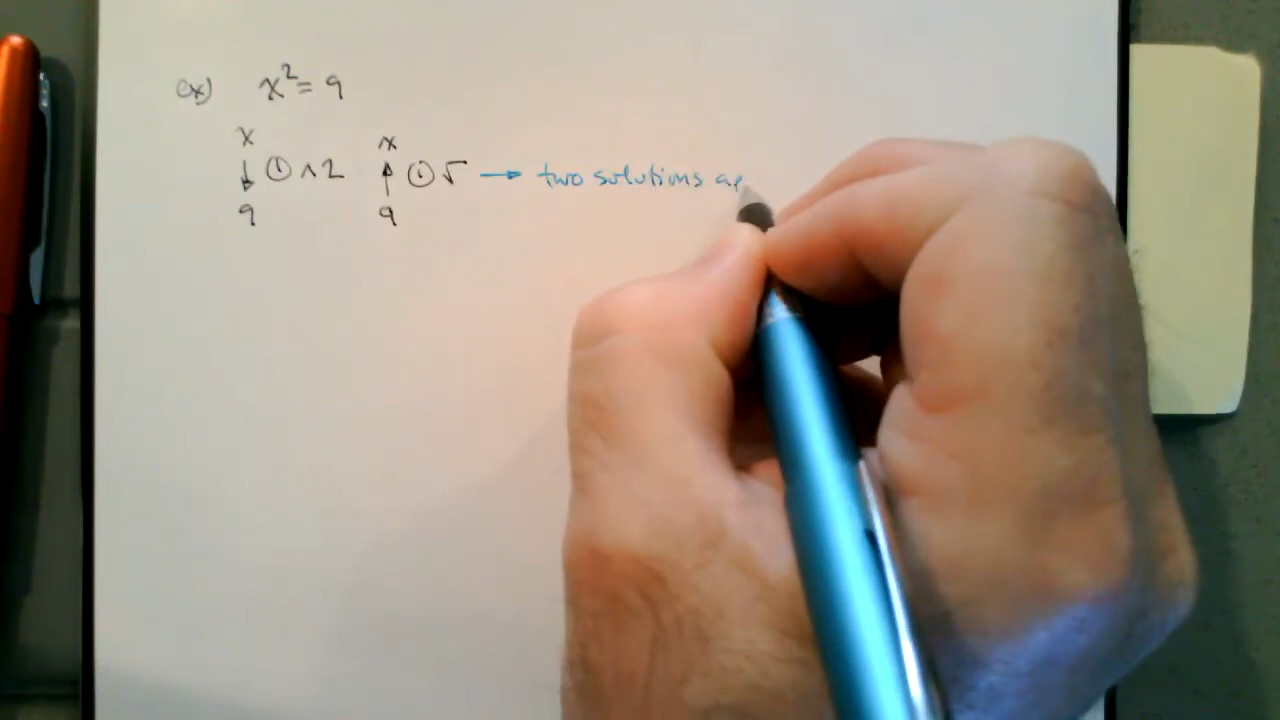 ex) x² = 9
x x
↓ ① ^2 ↑ ① √ → two solutions
9 9